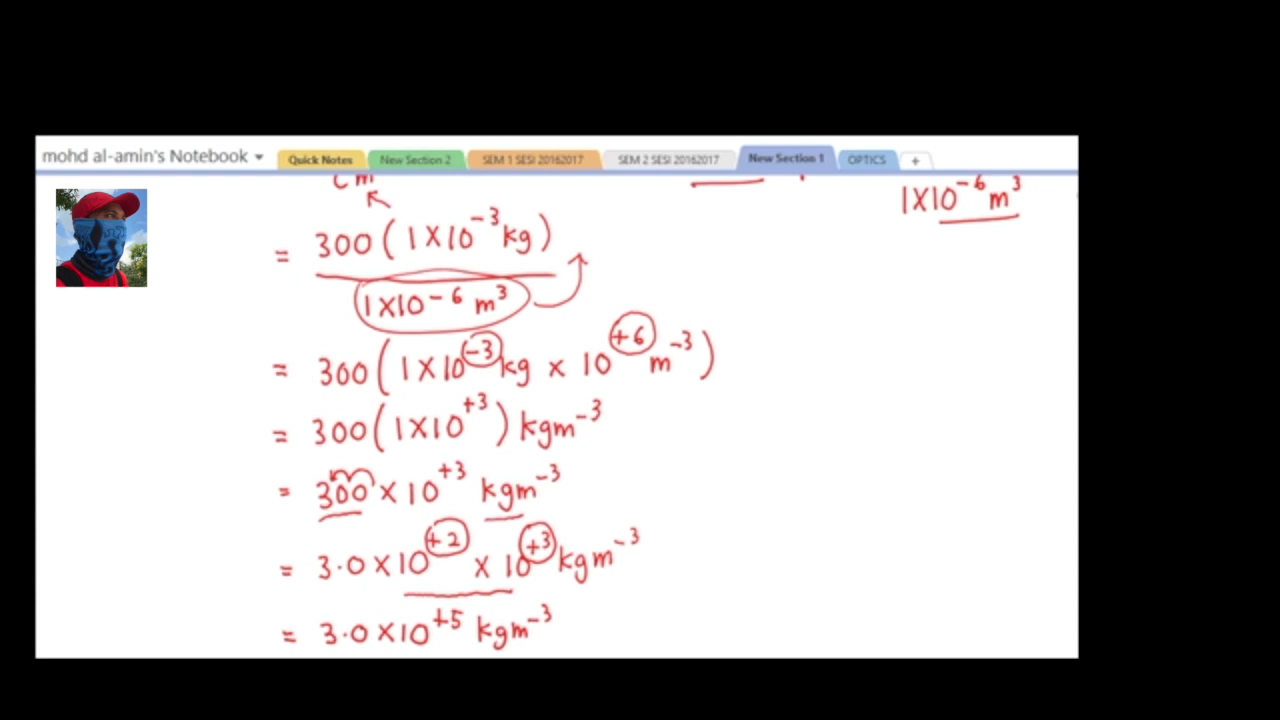 mohd al-amin's Notebook
Quick Notes
New Section 2
SEM 1 SESI 20162017
SEM 2 SESI 20162017
New Section 1
OPTICS
+
cm
1×10⁻⁶ m³
= 300 (1×10⁻³ kg)
1×10⁻⁶ m³
= 300 (1×10⁻³ kg × 10⁺⁶ m⁻³)
= 300 (1×10⁺³) kgm⁻³
= 300 × 10⁺³ kgm⁻³
= 3.0×10⁺² × 10⁺³ kgm⁻³
= 3.0×10⁺⁵ kgm⁻³